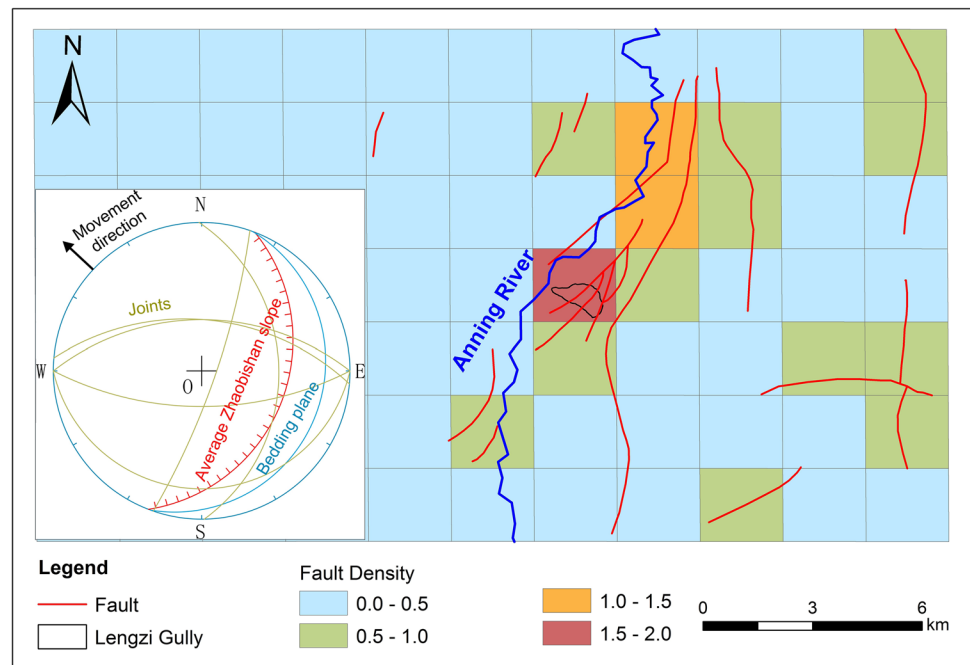 N
Anning River
Movement
direction
N
Joints
W
E
O
Average Zhaobishan slope
Bedding plane
S
Legend
Fault
Lengzi Gully
Fault Density
0.0 - 0.5
0.5 - 1.0
1.0 - 1.5
1.5 - 2.0
0 3 6
km